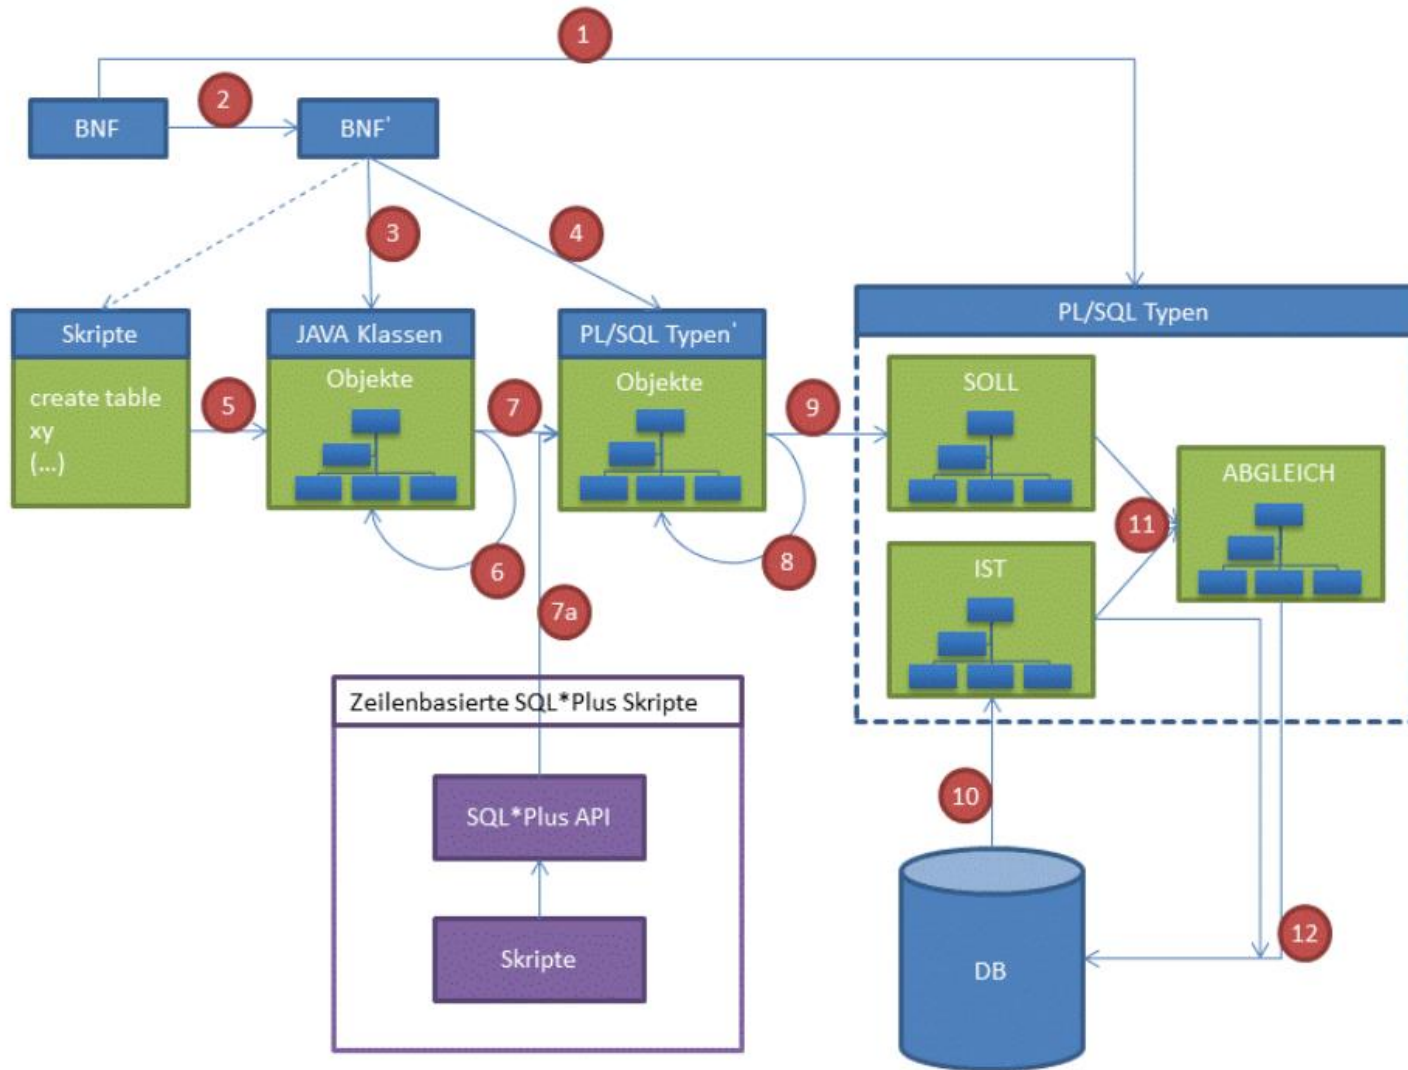 1
2
BNF
BNF'
3
4
PL/SQL Typen
Skripte
JAVA Klassen
PL/SQL Typen'
create table
xy
(...)
5
Objekte
7
Objekte
9
SOLL
ABGLEICH
11
6
8
IST
7a
Zeilenbasierte SQL*Plus Skripte
SQL*Plus API
10
Skripte
DB
12